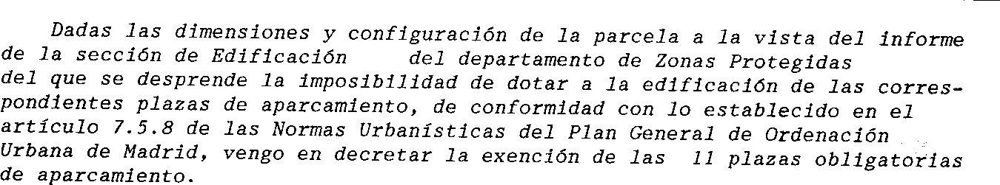 Dadas las dimensiones y configuración de la parcela a la vista del informe
de la sección de Edificación del departamento de Zonas Protegidas
del que se desprende la imposibilidad de dotar a la edificación de las corres-
pondientes plazas de aparcamiento, de conformidad con lo establecido en el
artículo 7.5.8 de las Normas Urbanísticas del Plan General de Ordenación
Urbana de Madrid, vengo en decretar la exención de las 11 plazas obligatorias
de aparcamiento.